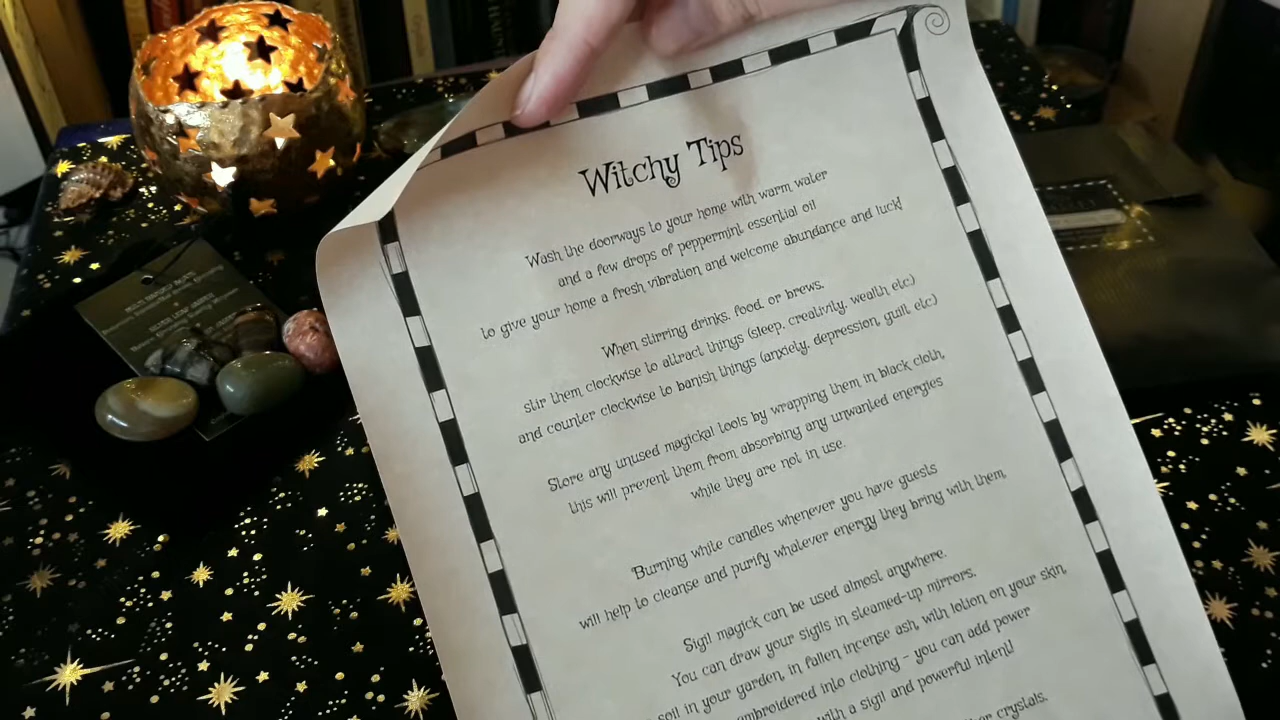 Witchy Tips
Wash the doorways to your home with warm water
and a few drops of peppermint essential oil
to give your home a fresh vibration and welcome abundance and luck!
When stirring drinks, food, or brews,
stir them clockwise to attract things (sleep, creativity, wealth etc)
and counter clockwise to banish things (anxiety, depression, guilt, etc)
Store any unused magickal tools by wrapping them in black cloth,
this will prevent them from absorbing any unwanted energies
while they are not in use.
Burning white candles whenever you have guests
will help to cleanse and purify whatever energy they bring with them,
Sigil magick can be used almost anywhere.
You can draw your sigils in steamed-up mirrors,
soil in your garden, in fallen incense ash, with lotion on your skin,
embroidered into clothing - you can add power
with a sigil and powerful intent!
crystals.